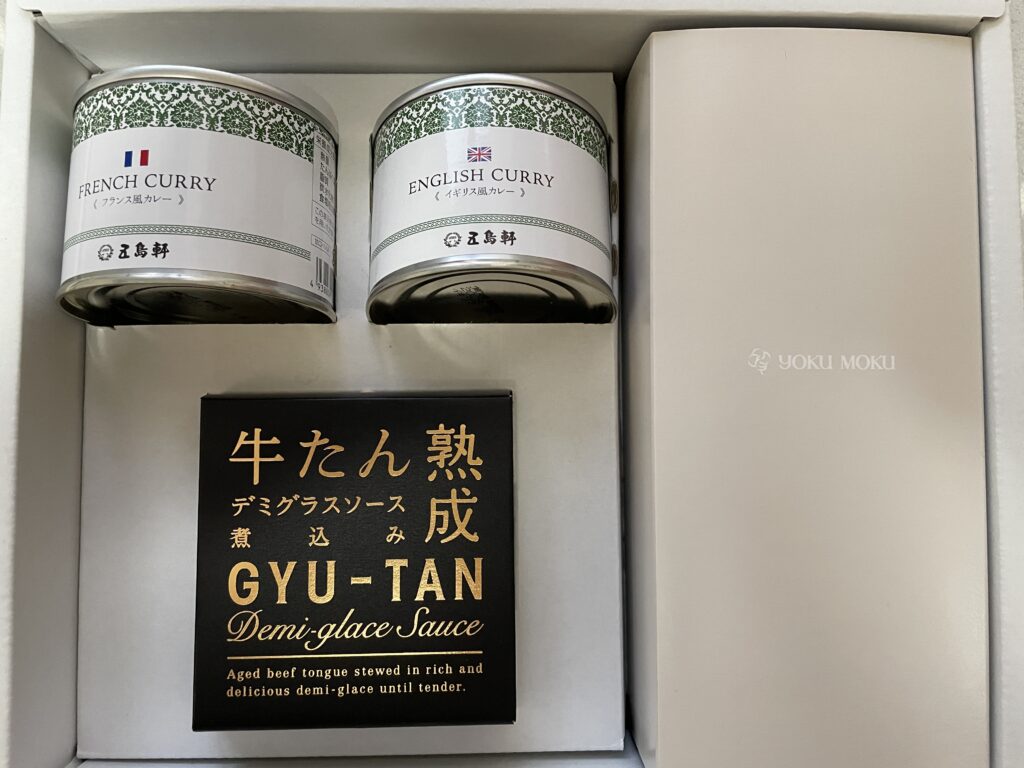 FRENCH CURRY
《 フランス風カレー 》
五島軒
ENGLISH CURRY
《 イギリス風カレー 》
五島軒
YOKU MOKU
牛たん 熟成
デミグラスソース
煮込み
GYU-TAN
Demi-glace Sauce
Aged beef tongue stewed in rich and
delicious demi-glace until tender.